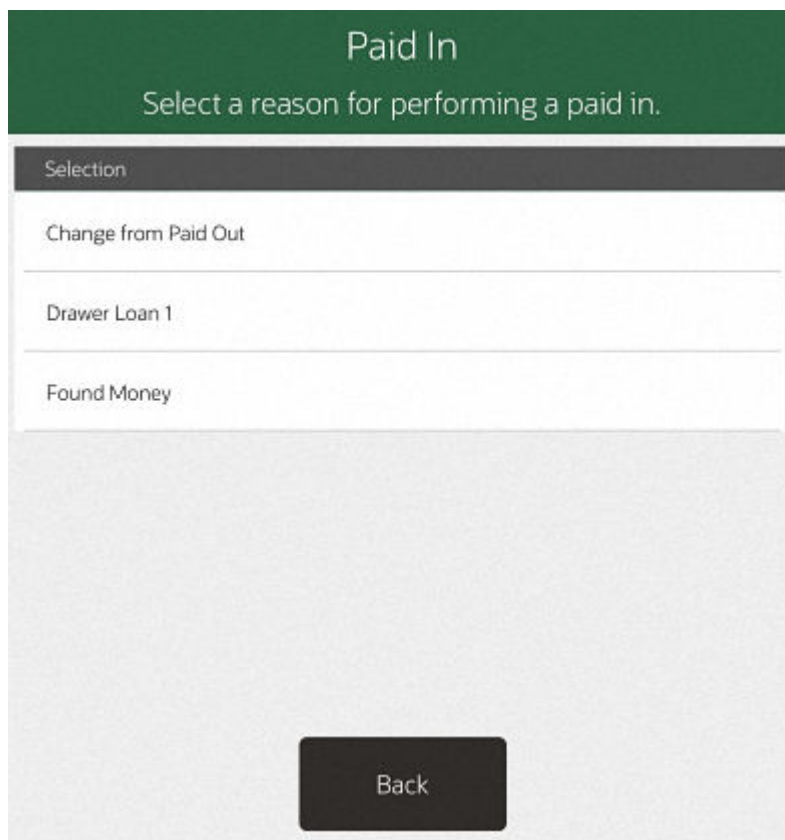 Paid In
Select a reason for performing a paid in.
Selection
Change from Paid Out
Drawer Loan 1
Found Money
Back